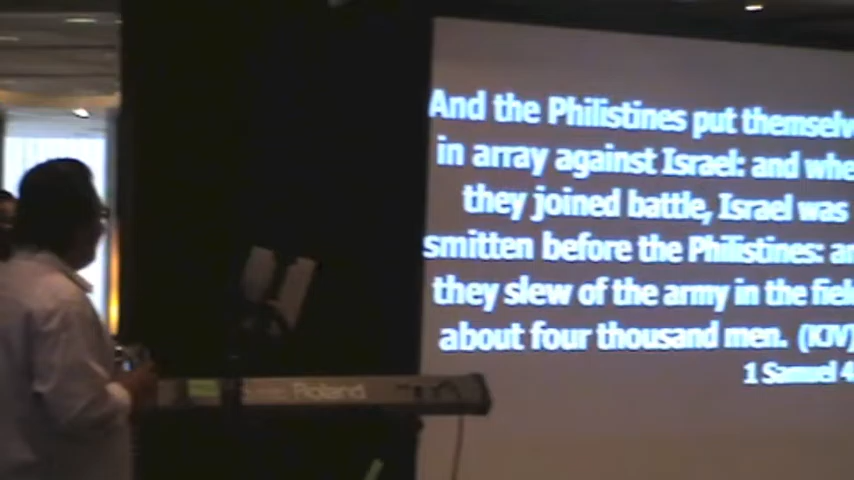 And the Philistines put themselv
in array against Israel: and whe
they joined battle, Israel was
smitten before the Philistines: an
they slew of the army in the fiel
about four thousand men. (KJV)
1 Samuel 4
Roland